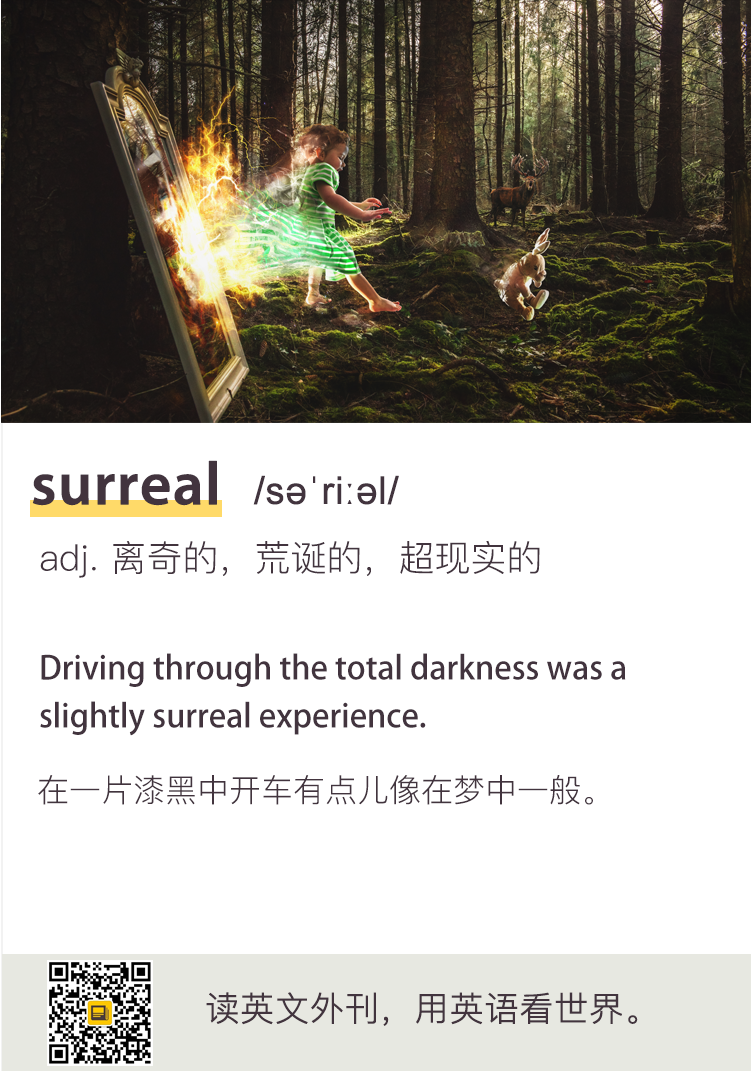 surreal /səˈriːəl/
adj. 离奇的，荒诞的，超现实的
Driving through the total darkness was a
slightly surreal experience.
在一片漆黑中开车有点儿像在梦中一般。
读英文外刊，用英语看世界。